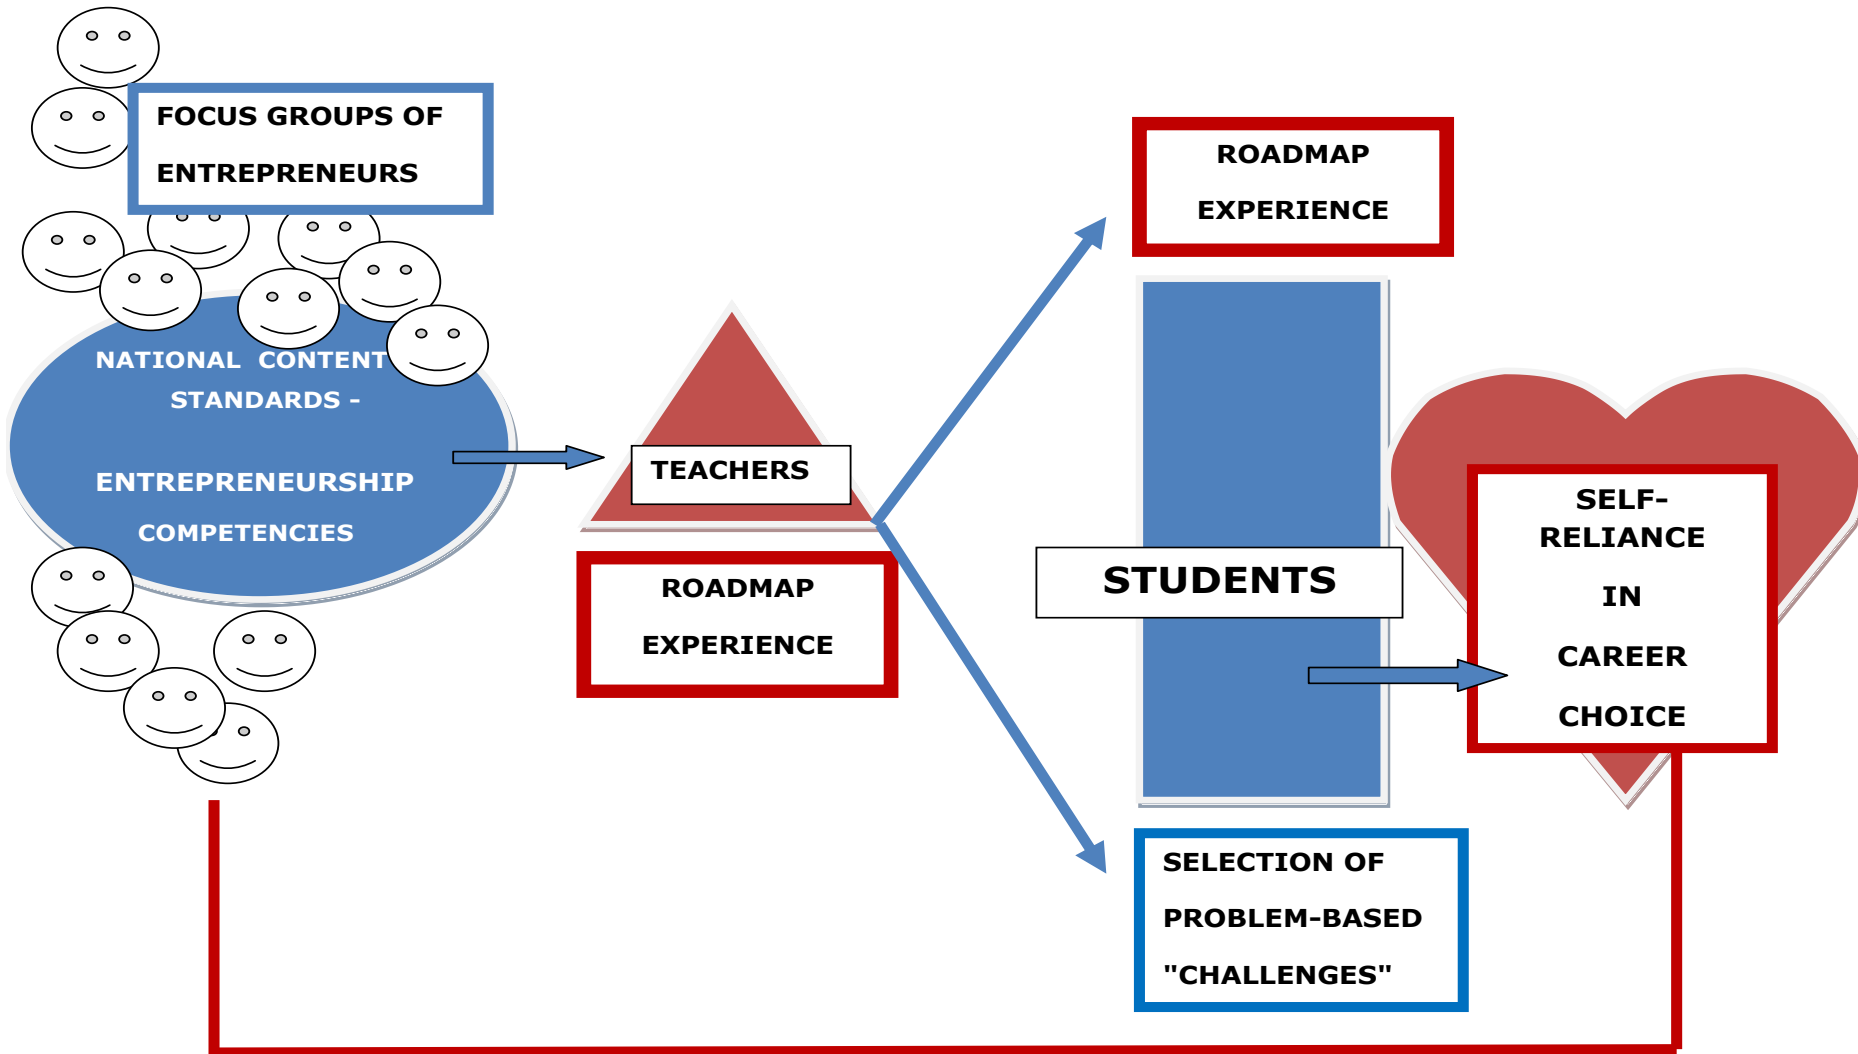 FOCUS GROUPS OF
ENTREPRENEURS
NATIONAL CONTENT
STANDARDS -
ENTREPRENEURSHIP
COMPETENCIES
TEACHERS
ROADMAP
EXPERIENCE
ROADMAP
EXPERIENCE
STUDENTS
SELECTION OF
PROBLEM-BASED
"CHALLENGES"
SELF-
RELIANCE
IN
CAREER
CHOICE